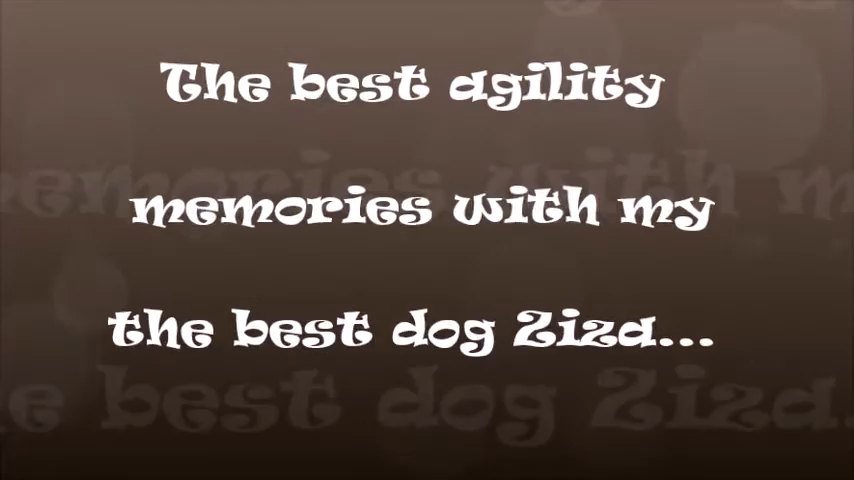 The best agility
memories with my
the best dog Ziza...